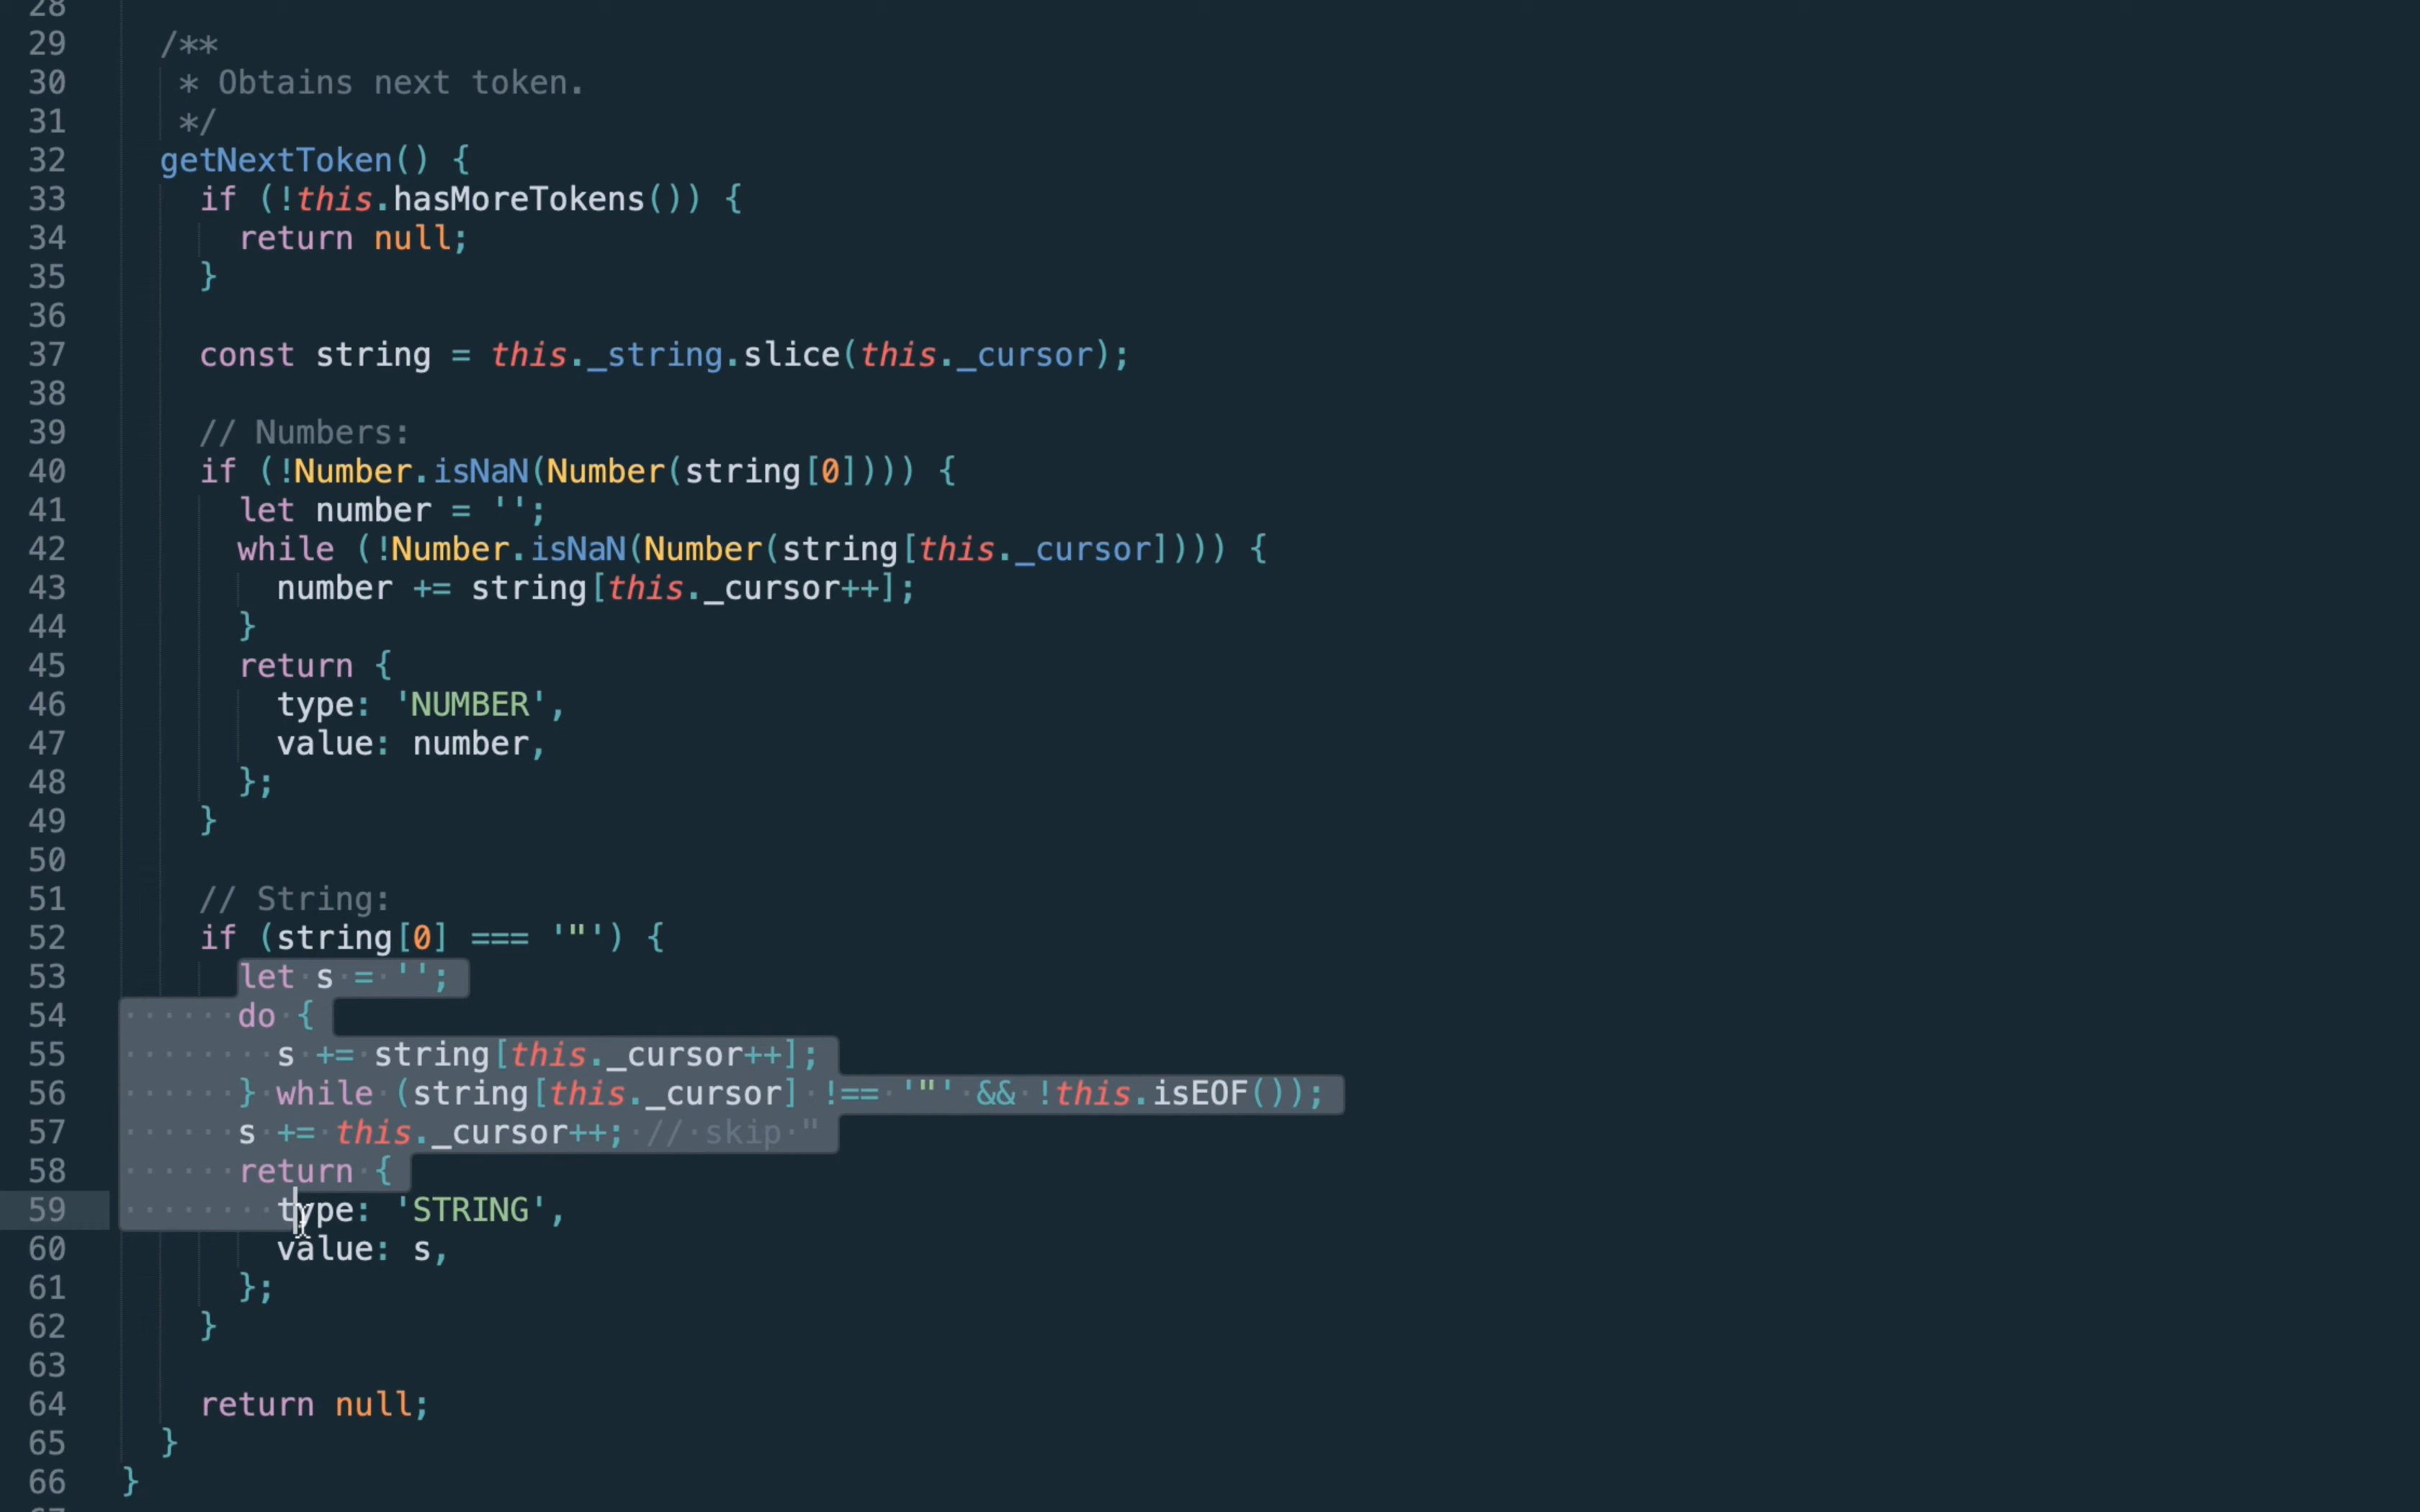 28
29 /**
30 * Obtains next token.
31 */
32 getNextToken() {
33 if (!this.hasMoreTokens()) {
34 return null;
35 }
36
37 const string = this._string.slice(this._cursor);
38
39 // Numbers:
40 if (!Number.isNaN(Number(string[0]))) {
41 let number = '';
42 while (!Number.isNaN(Number(string[this._cursor]))) {
43 number += string[this._cursor++];
44 }
45 return {
46 type: 'NUMBER',
47 value: number,
48 };
49 }
50
51 // String:
52 if (string[0] === '"') {
53 let s = '';
54 do {
55 s += string[this._cursor++];
56 } while (string[this._cursor] !== '"' && !this.isEOF());
57 s += this._cursor++; // skip "
58 return {
59 type: 'STRING',
60 value: s,
61 };
62 }
63
64 return null;
65 }
66 }
67